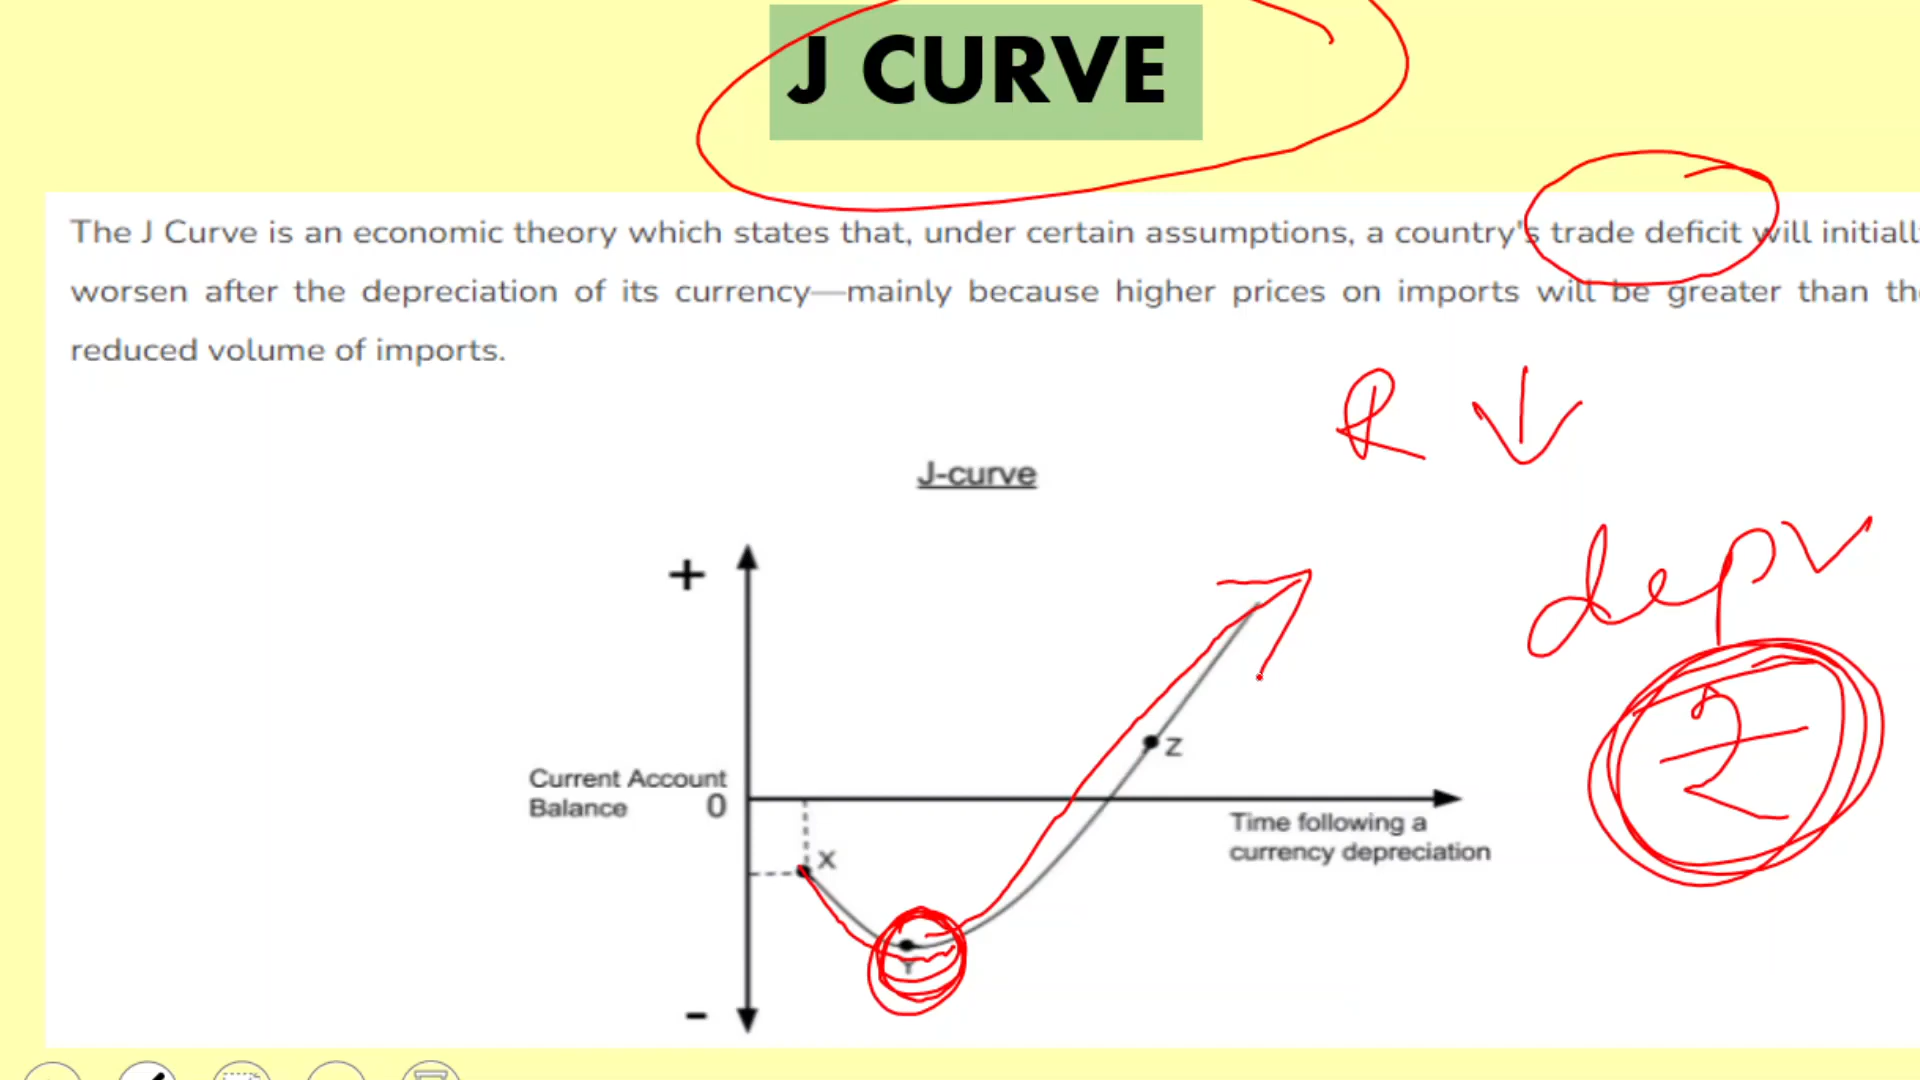 J CURVE
The J Curve is an economic theory which states that, under certain assumptions, a country's trade deficit will initiall
worsen after the depreciation of its currency—mainly because higher prices on imports will be greater than th
reduced volume of imports.
R ↓
J-curve
depr
+
₹
Z
Current Account
Balance
0
Time following a
currency depreciation
X
Y
-